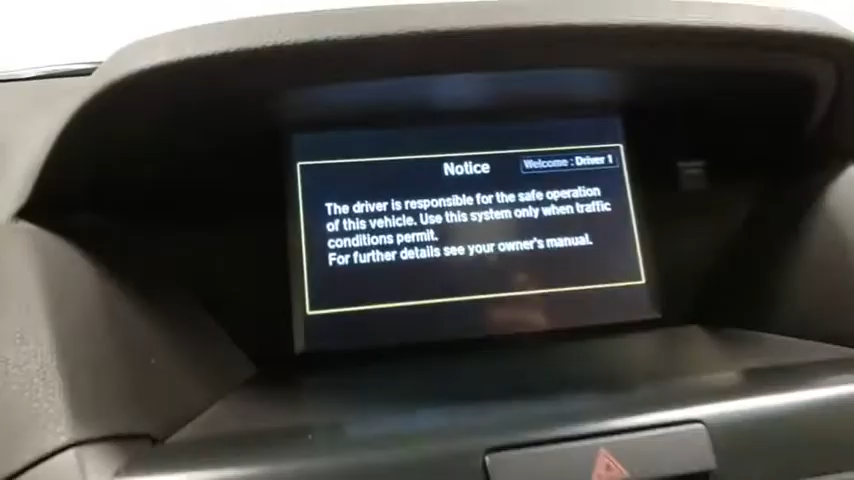 Notice
Welcome : Driver 1
The driver is responsible for the safe operation
of this vehicle. Use this system only when traffic
conditions permit.
For further details see your owner's manual.